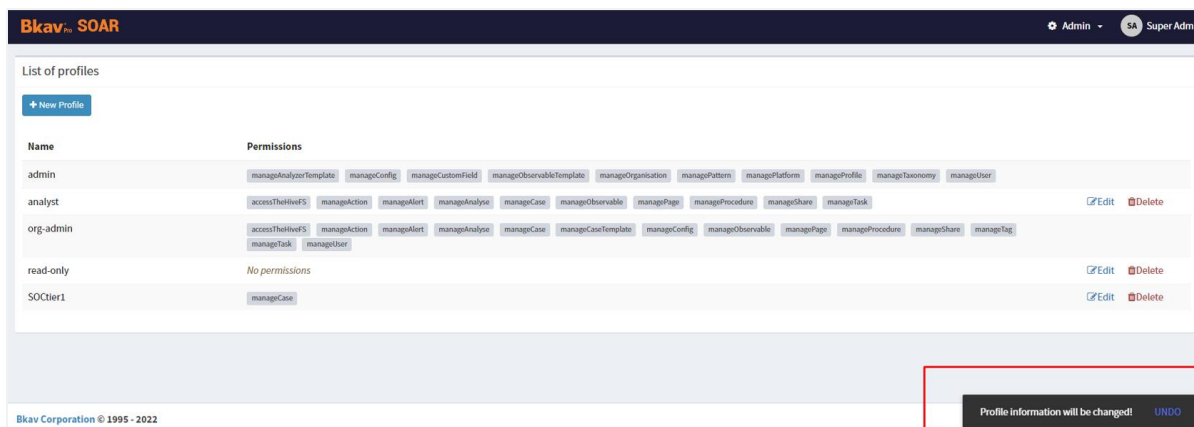 Bkav Pro SOAR Admin SA Super Adm
List of profiles
+ New Profile
Name Permissions
admin manageAnalyzerTemplate manageConfig manageCustomField manageObservableTemplate manageOrganisation managePattern managePlatform manageProfile manageTaxonomy manageUser
analyst accessTheHiveFS manageAction manageAlert manageAnalyse manageCase manageObservable managePage manageProcedure manageShare manageTask Edit Delete
org-admin accessTheHiveFS manageAction manageAlert manageAnalyse manageCase manageCaseTemplate manageConfig manageObservable managePage manageProcedure manageShare manageTag
manageTask manageUser
read-only No permissions Edit Delete
SOCtier1 manageCase Edit Delete
Profile information will be changed! UNDO
Bkav Corporation © 1995 - 2022